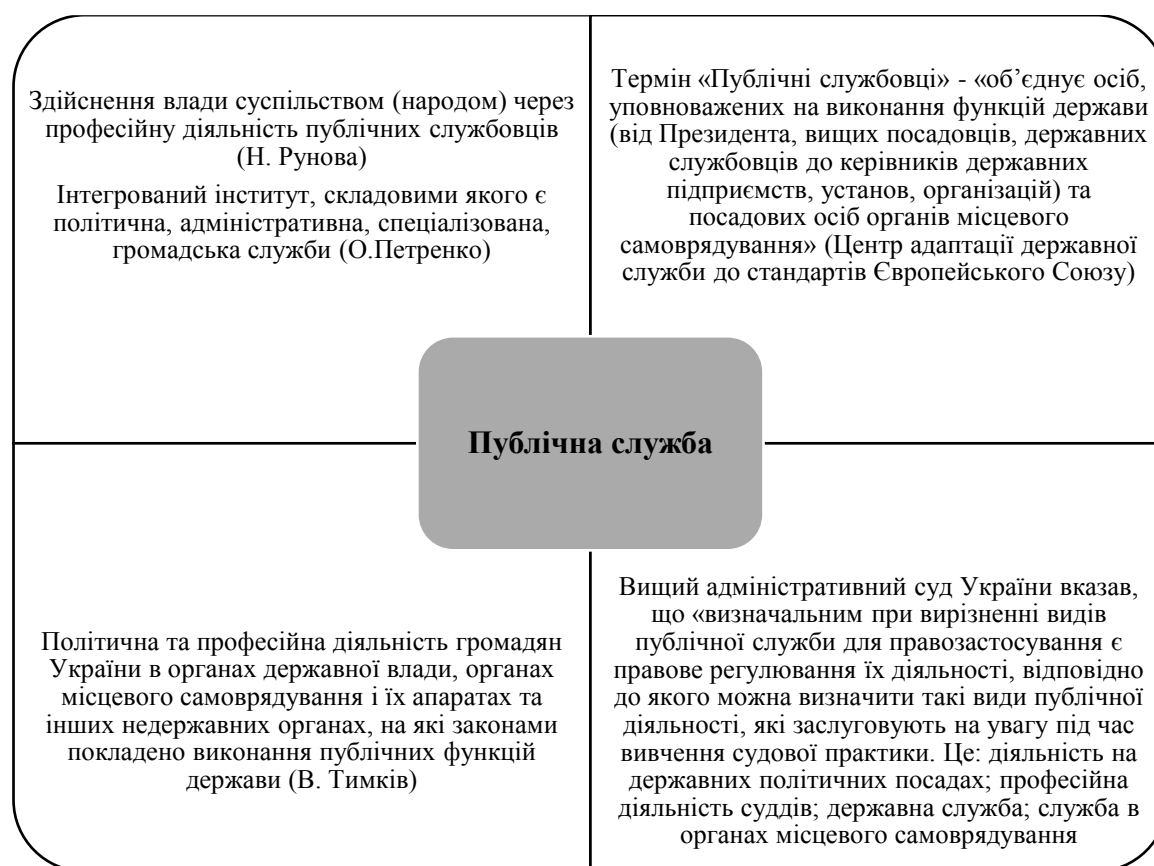 Здійснення влади суспільством (народом) через
професійну діяльність публічних службовців
(Н. Рунова)
Інтегрований інститут, складовими якого є
політична, адміністративна, спеціалізована,
громадська служби (О.Петренко)
Термін «Публічні службовці» - «об’єднує осіб,
уповноважених на виконання функцій держави
(від Президента, вищих посадовців, державних
службовців до керівників державних
підприємств, установ, організацій) та
посадових осіб органів місцевого
самоврядування» (Центр адаптації державної
служби до стандартів Європейського Союзу)
Публічна служба
Політична та професійна діяльність громадян
України в органах державної влади, органах
місцевого самоврядування і їх апаратах та
інших недержавних органах, на які законами
покладено виконання публічних функцій
держави (В. Тимків)
Вищий адміністративний суд України вказав,
що «визначальним при вирізненні видів
публічної служби для правозастосування є
правове регулювання їх діяльності, відповідно
до якого можна визначити такі види публічної
діяльності, які заслуговують на увагу під час
вивчення судової практики. Це: діяльність на
державних політичних посадах; професійна
діяльність суддів; державна служба; служба в
органах місцевого самоврядування